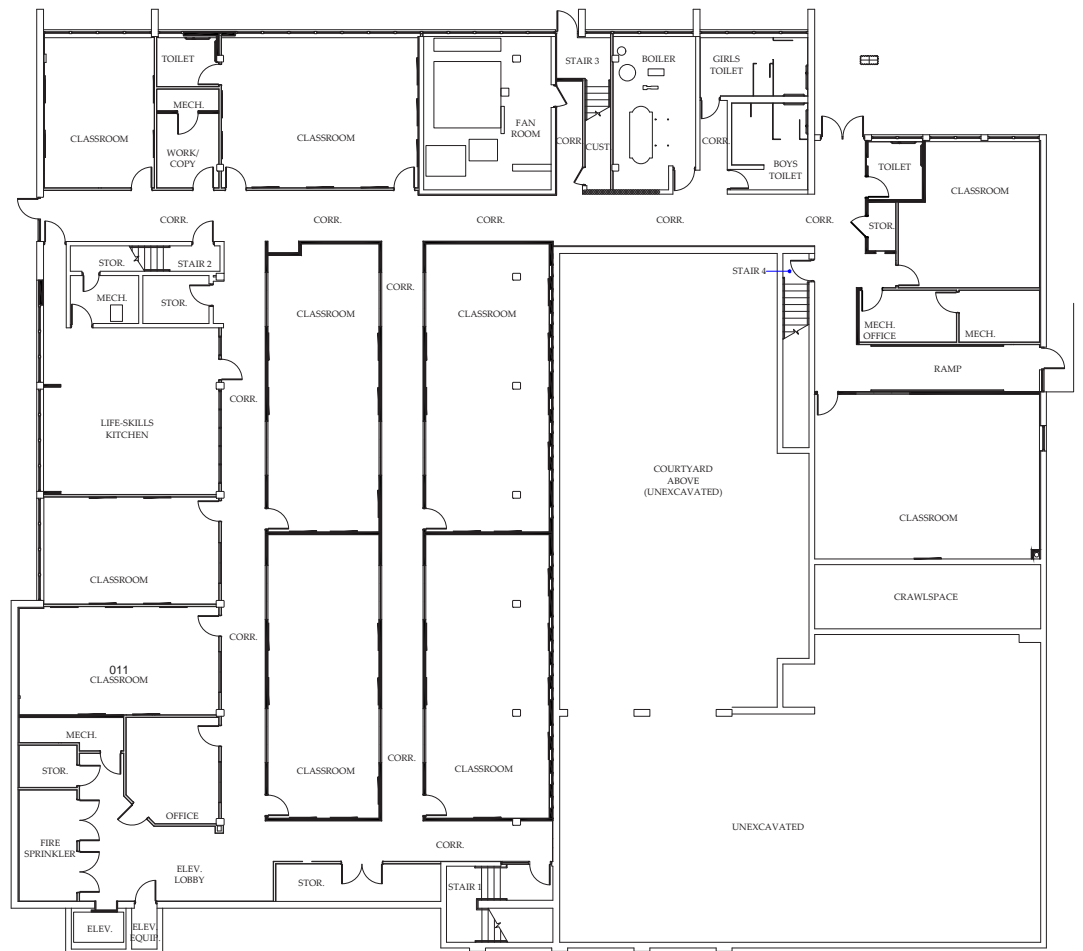 TOILET
STAIR 3
BOILER
GIRLS
TOILET
MECH.
CLASSROOM
CLASSROOM
FAN
ROOM
WORK/
COPY
CORR.
CUST.
CORR.
BOYS
TOILET
TOILET
CLASSROOM
CORR.
CORR.
CORR.
CORR.
CORR.
STOR.
STOR.
STAIR 2
STAIR 4
CORR.
MECH.
STOR.
CLASSROOM
CLASSROOM
MECH.
OFFICE
MECH.
RAMP
CORR.
LIFE-SKILLS
KITCHEN
COURTYARD
ABOVE
(UNEXCAVATED)
CLASSROOM
CLASSROOM
CRAWLSPACE
CORR.
011
CLASSROOM
MECH.
CORR.
STOR.
CLASSROOM
CLASSROOM
OFFICE
UNEXCAVATED
FIRE
SPRINKLER
CORR.
ELEV.
LOBBY
STOR.
STAIR 1
ELEV.
ELEV.
EQUIP.